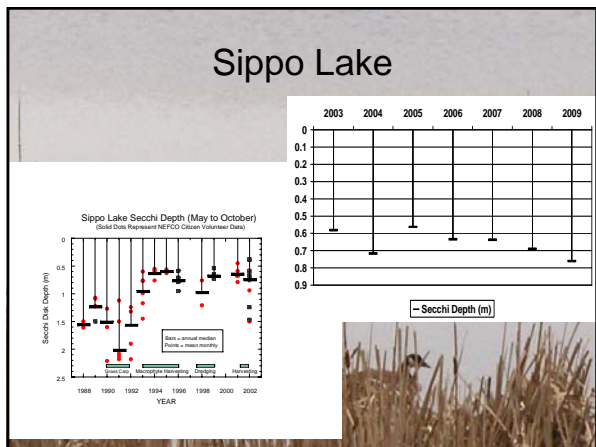 Sippo Lake
2003 2004 2005 2006 2007 2008 2009
0
0.1
0.2
0.3
0.4
0.5
0.6
0.7
0.8
0.9
Secchi Depth (m)
Sippo Lake Secchi Depth (May to October)
(Solid Dots Represent NEFCO Citizen Volunteer Data)
Secchi Disk Depth (m)
0
0.5
1
1.5
2
2.5
Bars = annual median
Points = mean monthly
Grass Carp Macrophyte Harvesting Dredging Harvesting
1988 1990 1992 1994 1996 1998 2000 2002
YEAR